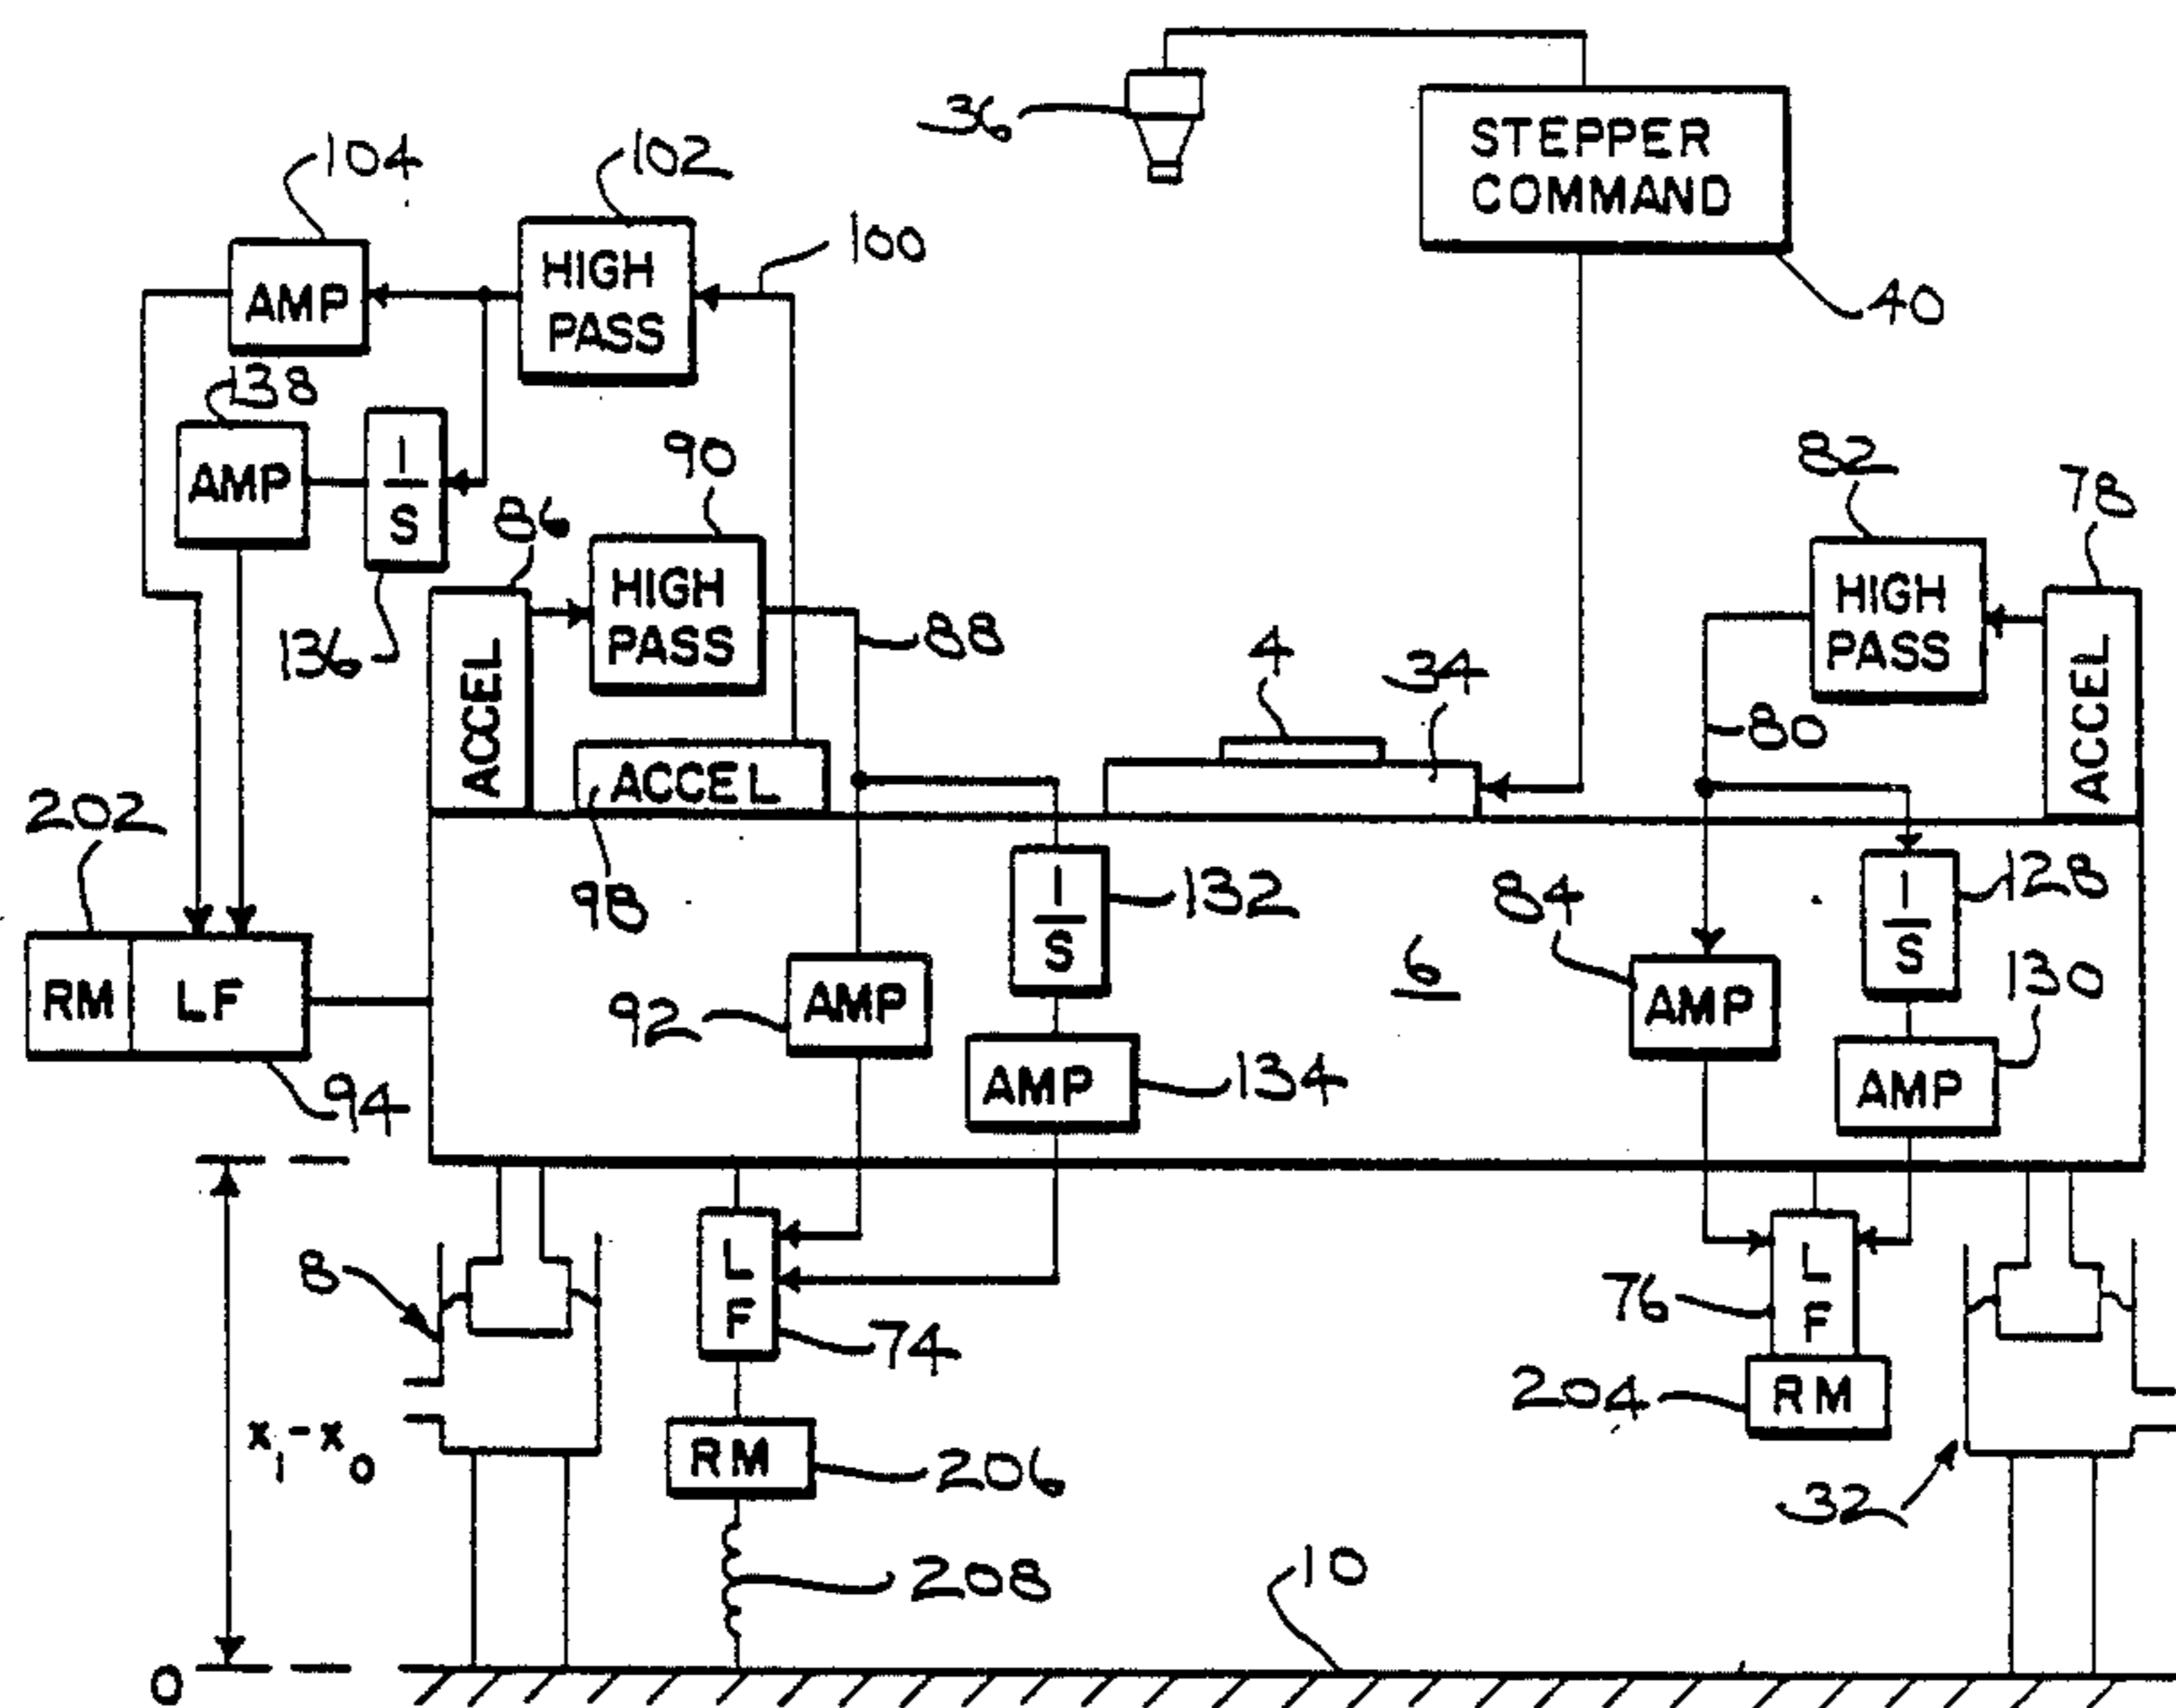 36
STEPPER
COMMAND
40
104
102
100
HIGH
PASS
AMP
138
AMP
1
S
136
86
90
HIGH
PASS
88
ACCEL
ACCEL
98
4
34
82
78
HIGH
PASS
80
ACCEL
202
RM
LF
94
92
AMP
1
S
132
AMP
134
6
84
AMP
1
S
128
130
AMP
8
L
F
74
RM
206
208
76
L
F
204
RM
32
x₁-x₀
0
10